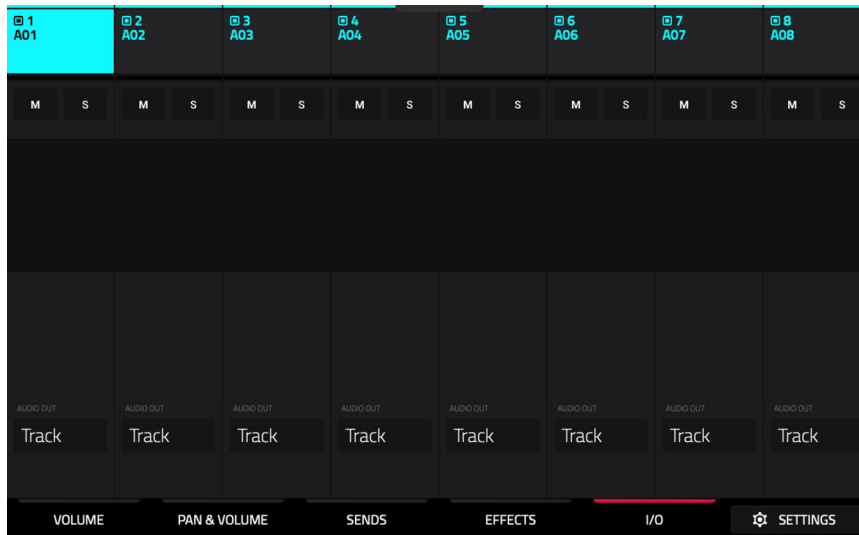 1 2 3 4 5 6 7 8
A01 A02 A03 A04 A05 A06 A07 A08
M S M S M S M S M S M S M S M S
AUDIO OUT AUDIO OUT AUDIO OUT AUDIO OUT AUDIO OUT AUDIO OUT AUDIO OUT AUDIO OUT
Track Track Track Track Track Track Track Track
VOLUME PAN & VOLUME SENDS EFFECTS I/O SETTINGS